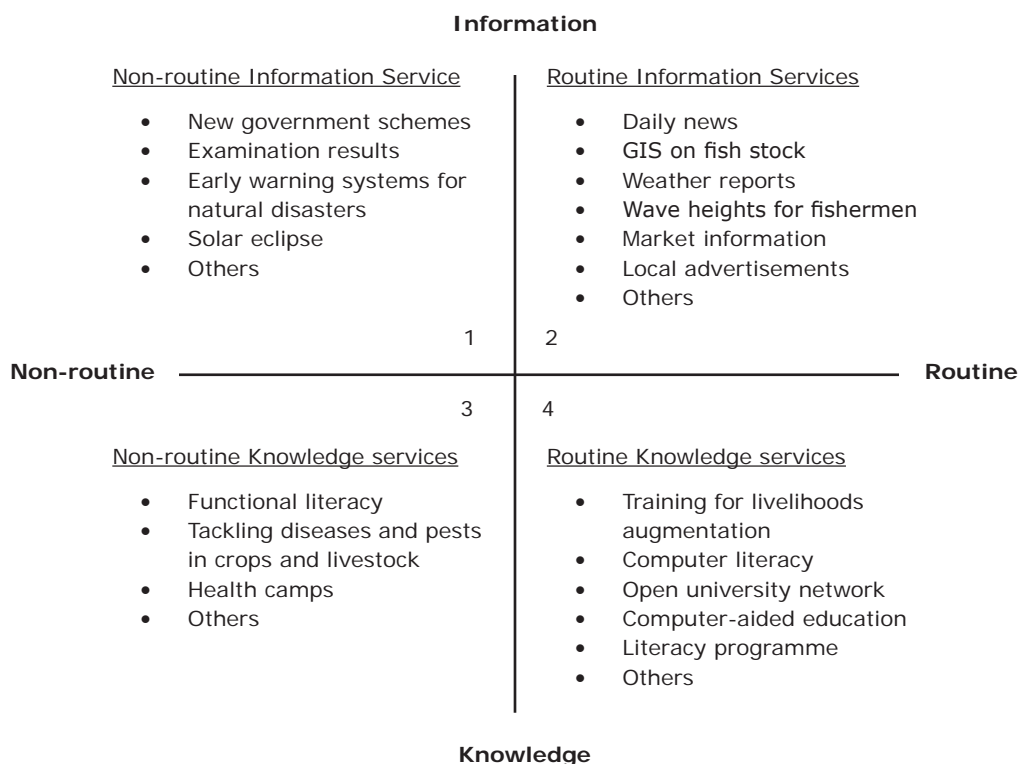 Information
Non-routine Information Service
• New government schemes
• Examination results
• Early warning systems for
natural disasters
• Solar eclipse
• Others
1
Routine Information Services
• Daily news
• GIS on fish stock
• Weather reports
• Wave heights for fishermen
• Market information
• Local advertisements
• Others
2
Non-routine
Routine
3
Non-routine Knowledge services
• Functional literacy
• Tackling diseases and pests
in crops and livestock
• Health camps
• Others
4
Routine Knowledge services
• Training for livelihoods
augmentation
• Computer literacy
• Open university network
• Computer-aided education
• Literacy programme
• Others
Knowledge